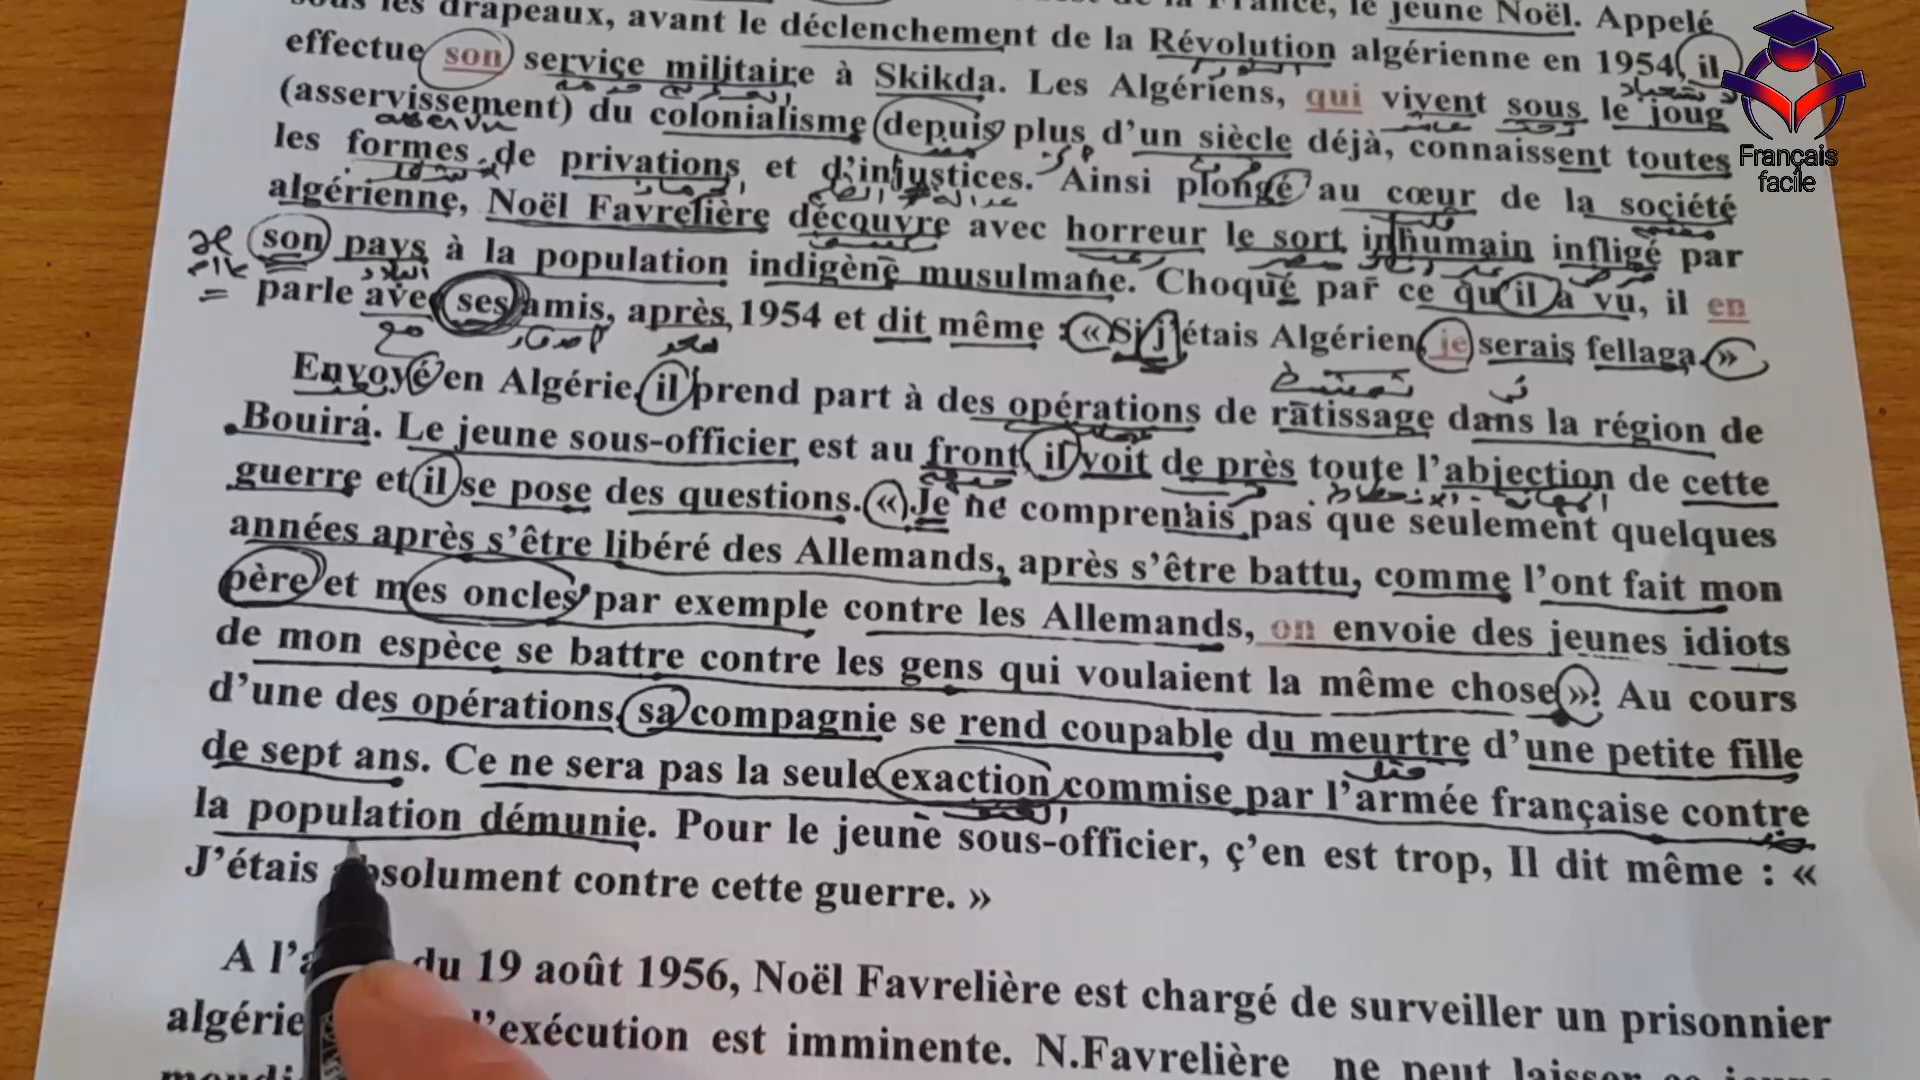 sous les drapeaux, avant le déclenchement de la Révolution algérienne en 1954, il
la France, le jeune Noël. Appelé
effectue son service militaire à Skikda. Les Algériens, qui vivent sous le joug
(asservissement) du colonialisme depuis plus d’un siècle déjà, connaissent toutes
les formes de privations et d’injustices. Ainsi plongé au cœur de la société
algérienne, Noël Favrelière découvre avec horreur le sort inhumain infligé par
son pays à la population indigène musulmane. Choqué par ce qu’il a vu, il en
parle avec ses amis, après 1954 et dit même : « Si j’étais Algérien, je serais fellaga. »
مع
Envoyé en Algérie, il prend part à des opérations de ratissage dans la région de
Bouira. Le jeune sous-officier est au front, il voit de près toute l’abjection de cette
guerre et il se pose des questions. « Je ne comprenais pas que seulement quelques
années après s’être libéré des Allemands, après s’être battu, comme l’ont fait mon
père et mes oncles, par exemple contre les Allemands, on envoie des jeunes idiots
de mon espèce se battre contre les gens qui voulaient la même chose »! Au cours
d’une des opérations, sa compagnie se rend coupable du meurtre d’une petite fille
de sept ans. Ce ne sera pas la seule exaction commise par l’armée française contre
la population démunie. Pour le jeune sous-officier, ç’en est trop, Il dit même : «
J’étais absolument contre cette guerre. »
A l’a du 19 août 1956, Noël Favrelière est chargé de surveiller un prisonnier
algérie l’exécution est imminente. N.Favrelière ne peut laisser ce jeune
Français
facile